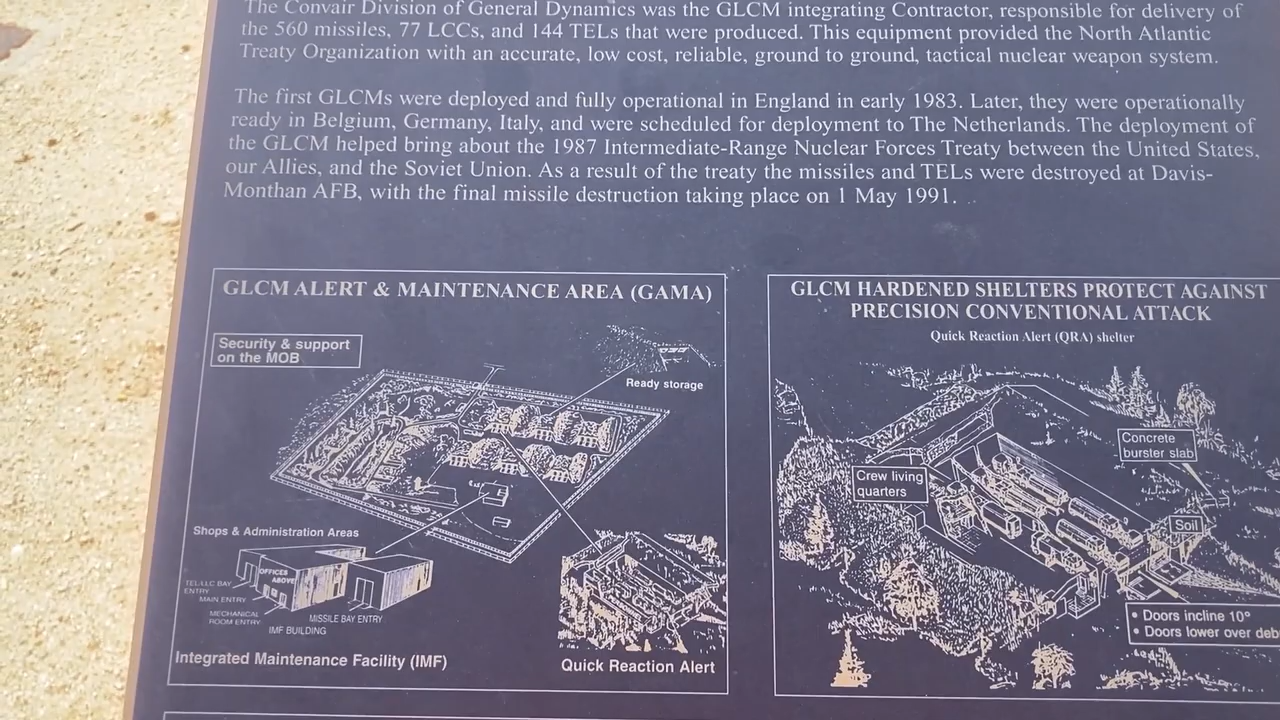 The Convair Division of General Dynamics was the GLCM integrating Contractor, responsible for delivery of
the 560 missiles, 77 LCCs, and 144 TELs that were produced. This equipment provided the North Atlantic
Treaty Organization with an accurate, low cost, reliable, ground to ground, tactical nuclear weapon system.
The first GLCMs were deployed and fully operational in England in early 1983. Later, they were operationally
ready in Belgium, Germany, Italy, and were scheduled for deployment to The Netherlands. The deployment of
the GLCM helped bring about the 1987 Intermediate-Range Nuclear Forces Treaty between the United States,
our Allies, and the Soviet Union. As a result of the treaty the missiles and TELs were destroyed at Davis-
Monthan AFB, with the final missile destruction taking place on 1 May 1991.
GLCM ALERT & MAINTENANCE AREA (GAMA)
Security & support
on the MOB
Ready storage
Shops & Administration Areas
OFFICES
ABOVE
TEL/LLC BAY
ENTRY
MAIN ENTRY
MECHANICAL
ROOM ENTRY
MISSILE BAY ENTRY
IMF BUILDING
Integrated Maintenance Facility (IMF)
Quick Reaction Alert
GLCM HARDENED SHELTERS PROTECT AGAINST
PRECISION CONVENTIONAL ATTACK
Quick Reaction Alert (QRA) shelter
Concrete
burster slab
Crew living
quarters
Soil
• Doors incline 10°
• Doors lower over deb